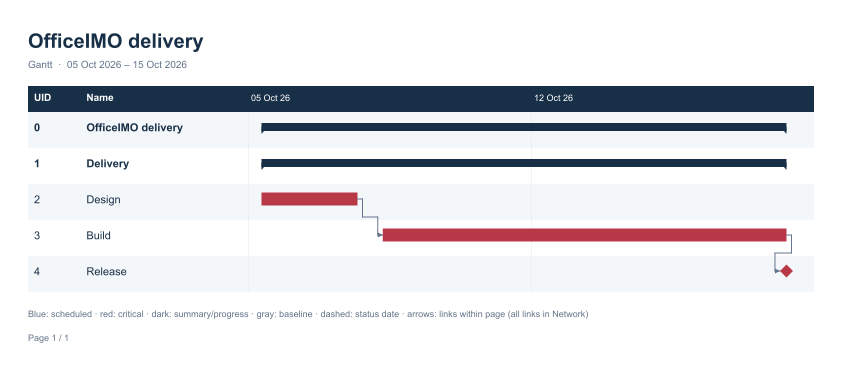 OfficeIMO delivery
Gantt · 05 Oct 2026 – 15 Oct 2026
UID Name 05 Oct 26 12 Oct 26
0 OfficeIMO delivery
1 Delivery
2 Design
3 Build
4 Release
Blue: scheduled · red: critical · dark: summary/progress · gray: baseline · dashed: status date · arrows: links within page (all links in Network)
Page 1 / 1